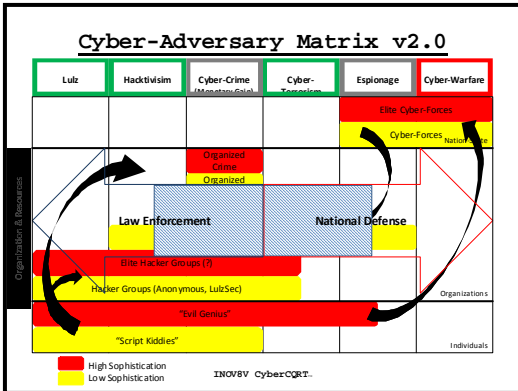 Cyber-Adversary Matrix v2.0
Lulz
Hacktivisim
Cyber-Crime
(Monetary Gain)
Cyber-
Terrorism
Espionage
Cyber-Warfare
Elite Cyber-Forces
Cyber-Forces
Nation State
Organization & Resources
Organized
Crime
Organized
Law Enforcement
National Defense
Elite Hacker Groups (?)
Hacker Groups (Anonymous, LulzSec)
Organizations
"Evil Genius"
"Script Kiddies"
Individuals
High Sophistication
Low Sophistication
INOV8V CyberCQRT